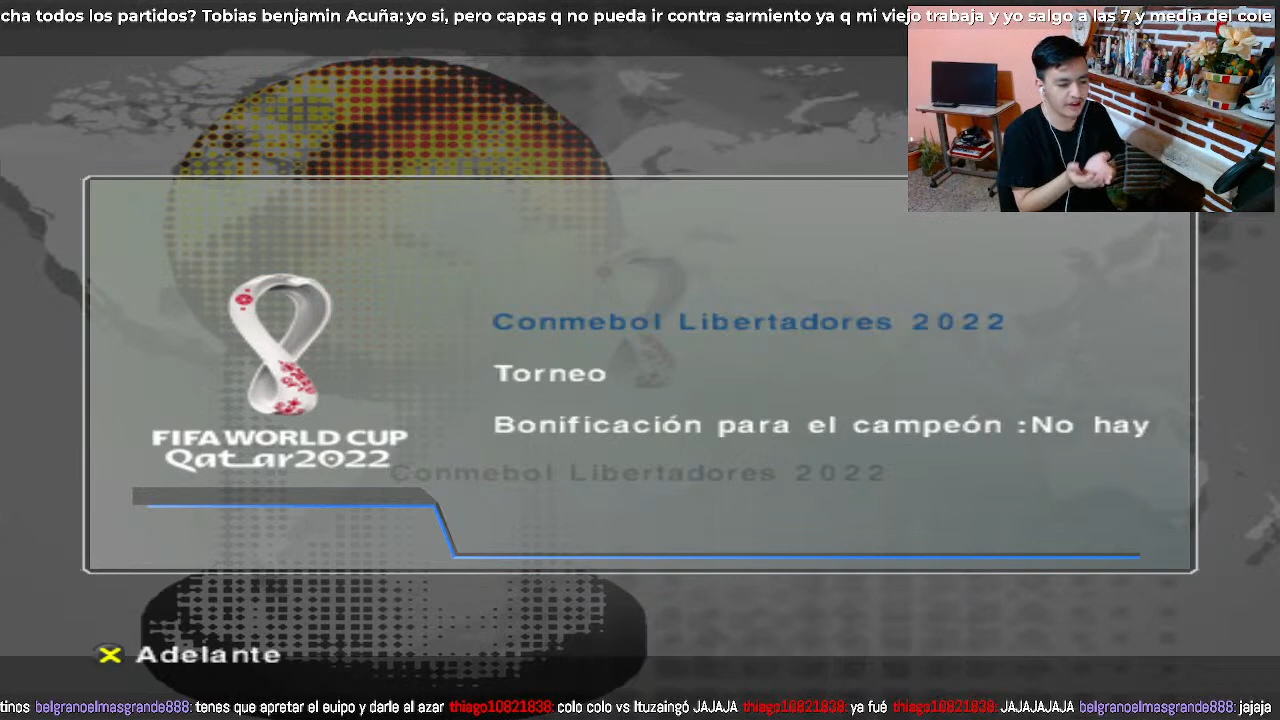 cha todos los partidos? Tobias benjamin Acuña: yo si, pero capas q no pueda ir contra sarmiento ya q mi viejo trabaja y yo salgo a las 7 y media del cole
Conmebol Libertadores 2022
Torneo
Bonificación para el campeón :No hay
FIFA WORLD CUP
Qatar2022
Conmebol Libertadores 2022
Adelante
tinos belgranoelmasgrande888: tenes que apretar el euipo y darle al azar thiago10821838: colo colo vs Ituzaingó JAJAJA thiago10821838: ya fué thiago10821838: JAJAJAJAJA belgranoelmasgrande888: jajaja